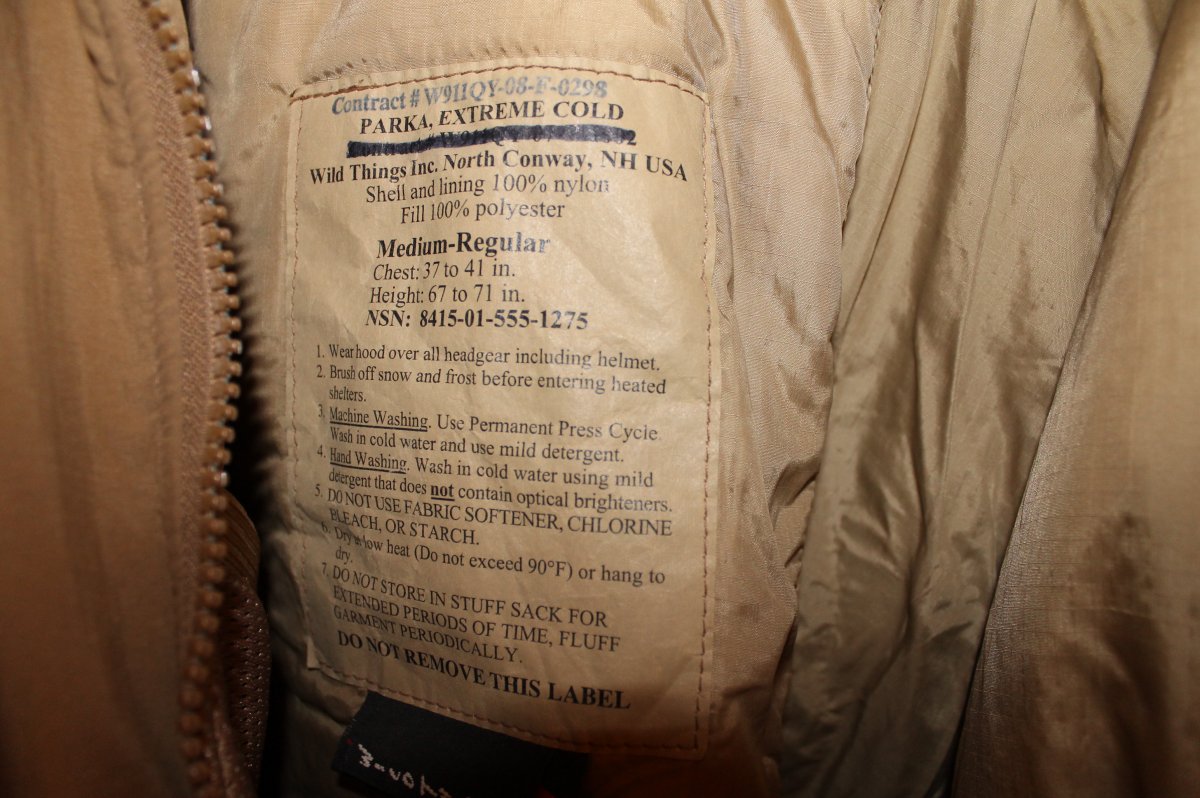 Contract # W911QY-08-F-0298
PARKA, EXTREME COLD
Wild Things Inc. North Conway, NH USA
Shell and lining 100% nylon
Fill 100% polyester
Medium-Regular
Chest: 37 to 41 in.
Height: 67 to 71 in.
NSN: 8415-01-555-1275
1. Wear hood over all headgear including helmet.
2. Brush off snow and frost before entering heated
shelters.
3. Machine Washing. Use Permanent Press Cycle.
Wash in cold water and use mild detergent.
4. Hand Washing. Wash in cold water using mild
detergent that does not contain optical brighteners.
5. DO NOT USE FABRIC SOFTENER, CHLORINE
BLEACH, OR STARCH.
6. Dry at low heat (Do not exceed 90°F) or hang to
dry.
7. DO NOT STORE IN STUFF SACK FOR
EXTENDED PERIODS OF TIME, FLUFF
GARMENT PERIODICALLY.
DO NOT REMOVE THIS LABEL